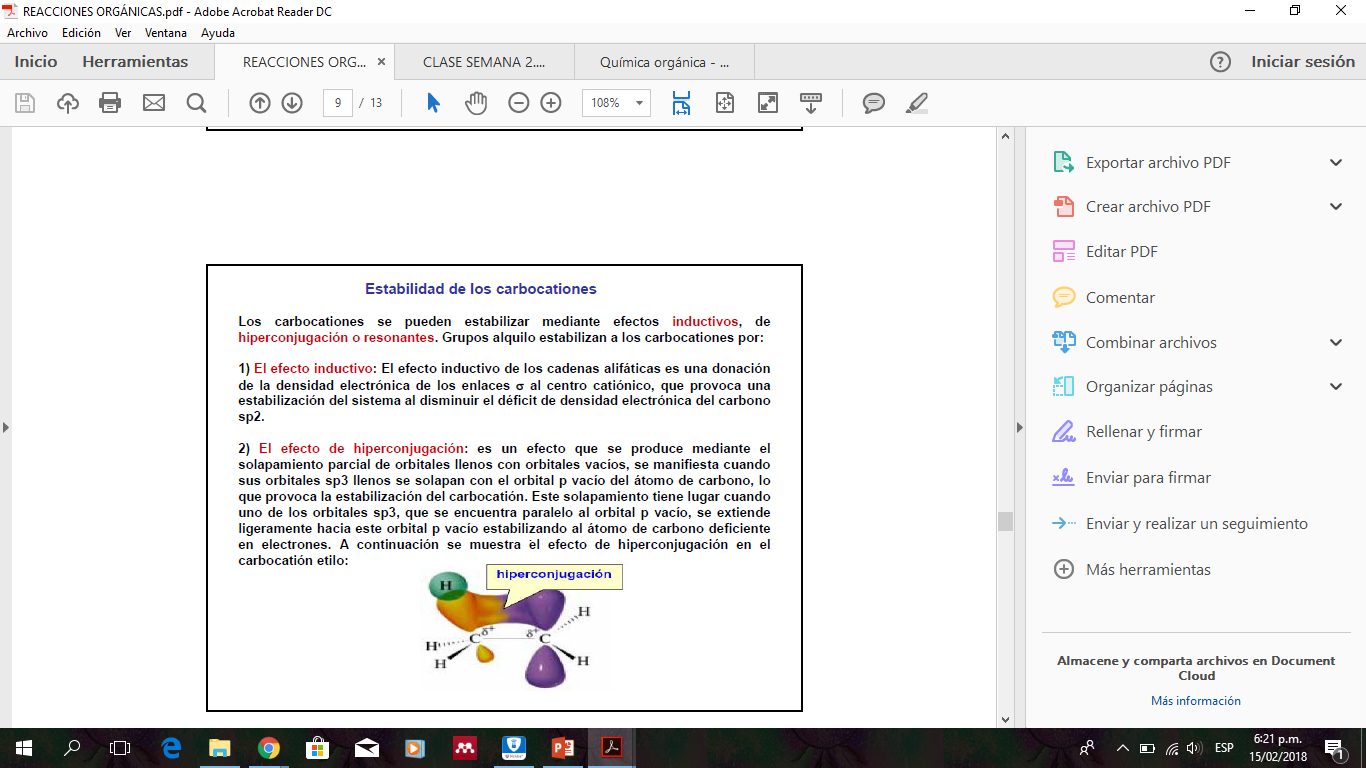 REACCIONES ORGÁNICAS.pdf - Adobe Acrobat Reader DC
Archivo Edición Ver Ventana Ayuda
Inicio Herramientas REACCIONES ORG... × CLASE SEMANA 2.... Química orgánica - ... ? Iniciar sesión
9 / 13 108%
Exportar archivo PDF
Crear archivo PDF
Editar PDF
Comentar
Combinar archivos
Organizar páginas
Rellenar y firmar
Enviar para firmar
Enviar y realizar un seguimiento
Más herramientas
Almacene y comparta archivos en Document
Cloud
Más información
Estabilidad de los carbocationes
Los carbocationes se pueden estabilizar mediante efectos inductivos, de
hiperconjugación o resonantes. Grupos alquilo estabilizan a los carbocationes por:
1) El efecto inductivo: El efecto inductivo de los cadenas alifáticas es una donación
de la densidad electrónica de los enlaces σ al centro catiónico, que provoca una
estabilización del sistema al disminuir el déficit de densidad electrónica del carbono
sp2.
2) El efecto de hiperconjugación: es un efecto que se produce mediante el
solapamiento parcial de orbitales llenos con orbitales vacíos, se manifiesta cuando
sus orbitales sp3 llenos se solapan con el orbital p vacío del átomo de carbono, lo
que provoca la estabilización del carbocatión. Este solapamiento tiene lugar cuando
uno de los orbitales sp3, que se encuentra paralelo al orbital p vacío, se extiende
ligeramente hacia este orbital p vacío estabilizando al átomo de carbono deficiente
en electrones. A continuación se muestra el efecto de hiperconjugación en el
carbocatión etilo:
hiperconjugación
H
H
δ+ δ+
C C
H
H H
ESP 6:21 p.m.
15/02/2018 1